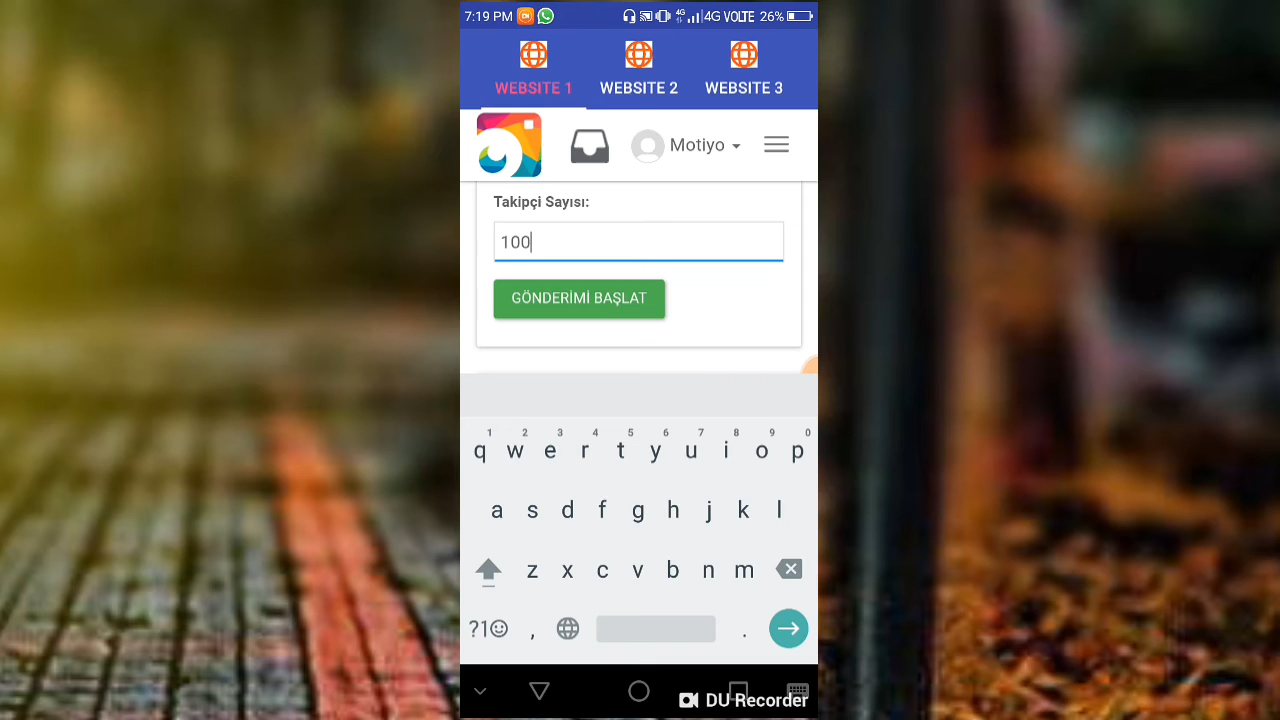 7:19 PM 4G 4G VOLTE 26%
WEBSITE 1 WEBSITE 2 WEBSITE 3
Motiyo
Takipçi Sayısı:
100
GÖNDERİMİ BAŞLAT
1 2 3 4 5 6 7 8 9 0
q w e r t y u i o p
a s d f g h j k l
z x c v b n m
?1 , .
DU Recorder